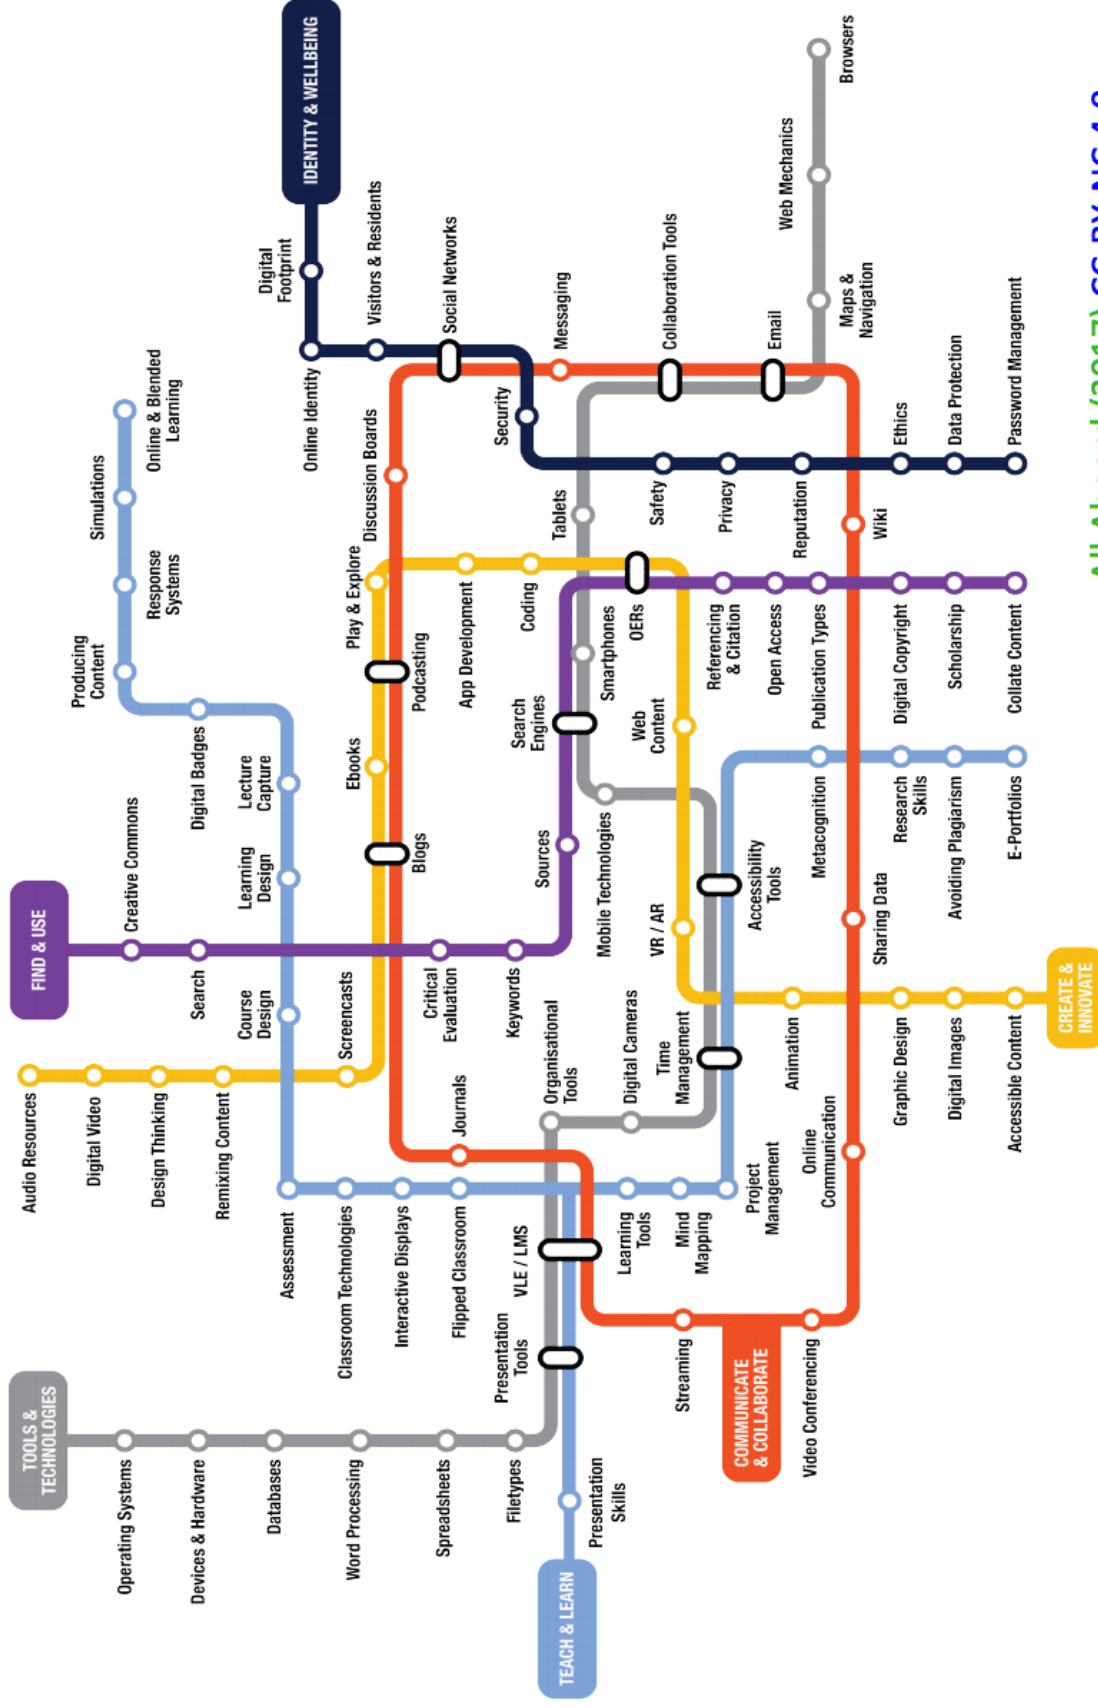 TOOLS &
TECHNOLOGIES
Operating Systems
Devices & Hardware
Databases
Word Processing
Spreadsheets
Filetypes
Presentation
Tools
VLE / LMS
Organisational
Tools
Digital Cameras
Time
Management
Accessibility
Tools
Mobile Technologies
Search
Engines
Smartphones
Tablets
Collaboration Tools
Email
Maps &
Navigation
Web Mechanics
Browsers
FIND & USE
Creative Commons
Search
Critical
Evaluation
Keywords
Sources
OERs
Referencing
& Citation
Open Access
Publication Types
Digital Copyright
Scholarship
Collate Content
Audio Resources
Digital Video
Design Thinking
Remixing Content
Screencasts
Blogs
Ebooks
Podcasting
Play & Explore
App Development
Coding
Web
Content
VR / AR
Animation
Graphic Design
Digital Images
Accessible Content
CREATE &
INNOVATE
TEACH & LEARN
Presentation
Skills
Assessment
Classroom Technologies
Interactive Displays
Flipped Classroom
Learning
Tools
Mind
Mapping
Project
Management
Course
Design
Learning
Design
Lecture
Capture
Digital Badges
Producing
Content
Response
Systems
Simulations
Online & Blended
Learning
Metacognition
Research
Skills
Avoiding Plagiarism
E-Portfolios
IDENTITY & WELLBEING
Digital
Footprint
Online Identity
Visitors & Residents
Social Networks
Security
Safety
Privacy
Reputation
Ethics
Data Protection
Password Management
COMMUNICATE
& COLLABORATE
Streaming
Video Conferencing
Journals
Discussion Boards
Messaging
Wiki
Sharing Data
Online
Communication